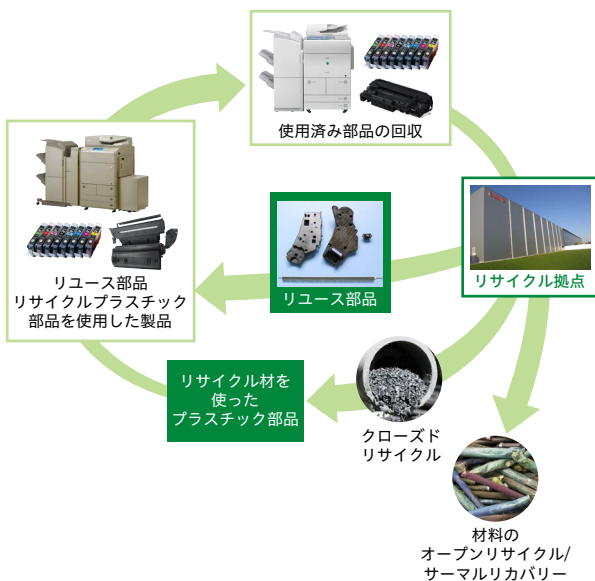 使用済み部品の回収
リサイクル拠点
リユース部品
リユース部品
リサイクルプラスチック
部品を使用した製品
リサイクル材を
使った
プラスチック部品
クローズド
リサイクル
材料の
オープンリサイクル/
サーマルリカバリー